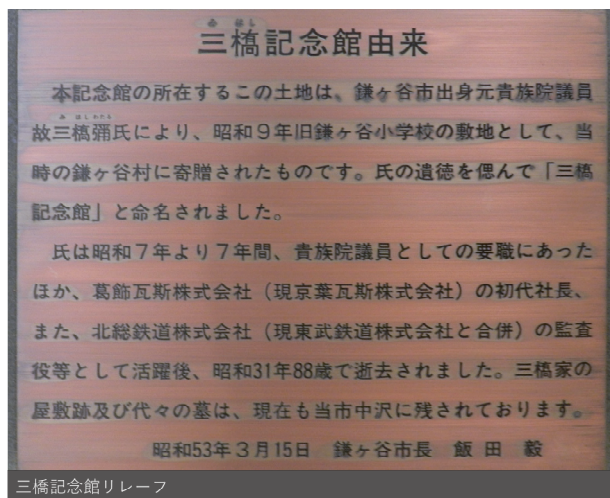 み はし
三橋記念館由来
本記念館の所在するこの土地は、鎌ヶ谷市出身元貴族院議員
み はしわたる
故三橋彌氏により、昭和9年旧鎌ヶ谷小学校の敷地として、当
時の鎌ヶ谷村に寄贈されたものです。氏の遺徳を偲んで「三橋
記念館」と命名されました。
氏は昭和7年より7年間、貴族院議員としての要職にあった
ほか、葛飾瓦斯株式会社（現京葉瓦斯株式会社）の初代社長、
また、北総鉄道株式会社（現東武鉄道株式会社と合併）の監査
役等として活躍後、昭和31年88歳で逝去されました。三橋家の
屋敷跡及び代々の墓は、現在も当市中沢に残されております。
昭和53年3月15日　鎌ヶ谷市長　飯田　毅
三橋記念館リレーフ